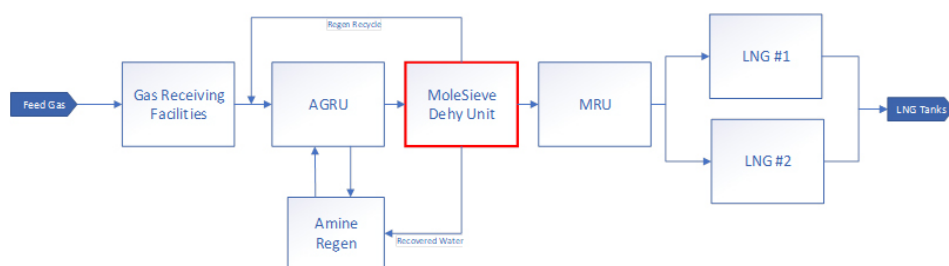 Regen Recycle
Feed Gas
Gas Receiving
Facilities
AGRU
MoleSieve
Dehy Unit
MRU
LNG #1
LNG #2
LNG Tanks
Amine
Regen
Recovered Water